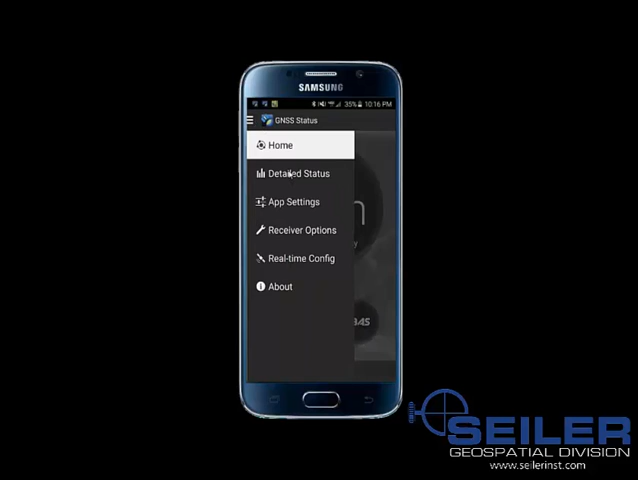 SAMSUNG
35% 10:16 PM
GNSS Status
Home
Detailed Status
App Settings
Receiver Options
Real-time Config
About
SEILER
GEOSPATIAL DIVISION
www.seilerinst.com